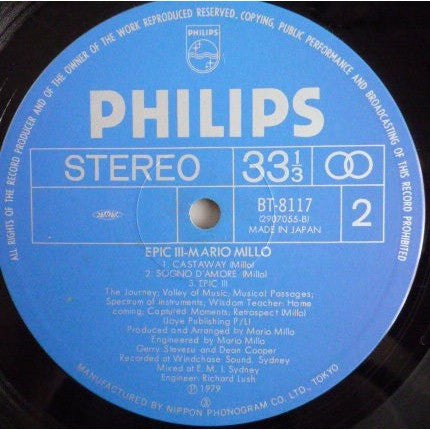 ALL RIGHTS OF THE RECORD PRODUCER AND OF THE OWNER OF THE WORK REPRODUCED RESERVED. COPYING, PUBLIC PERFORMANCE AND BROADCASTING OF THIS RECORD PROHIBITED
PHILIPS
PHILIPS
STEREO 33 1/3
BT-8117
(2907055-B)
MADE IN JAPAN
2
EPIC III-MARIO MILLO
1. CASTAWAY (Millo)
2. SOGNO D'AMORE (Millo)
3. EPIC III
The Journey; Valley of Music; Musical Passages;
Spectrum of instruments, Wisdom Teacher; Home
coming; Captured Moments, Retrospect (Millo)
(Jaye Publishing P/L)
Produced and Arranged by Mario Millo
Engineered by Mario Millo
Gerry Stevesu and Dean Cooper
Recorded at Windchase Sound, Sydney
Mixed at E. M. I. Sydney
Engineer Richard Lush
Ⓟ 1979
MANUFACTURED BY NIPPON PHONOGRAM CO. LTD., TOKYO